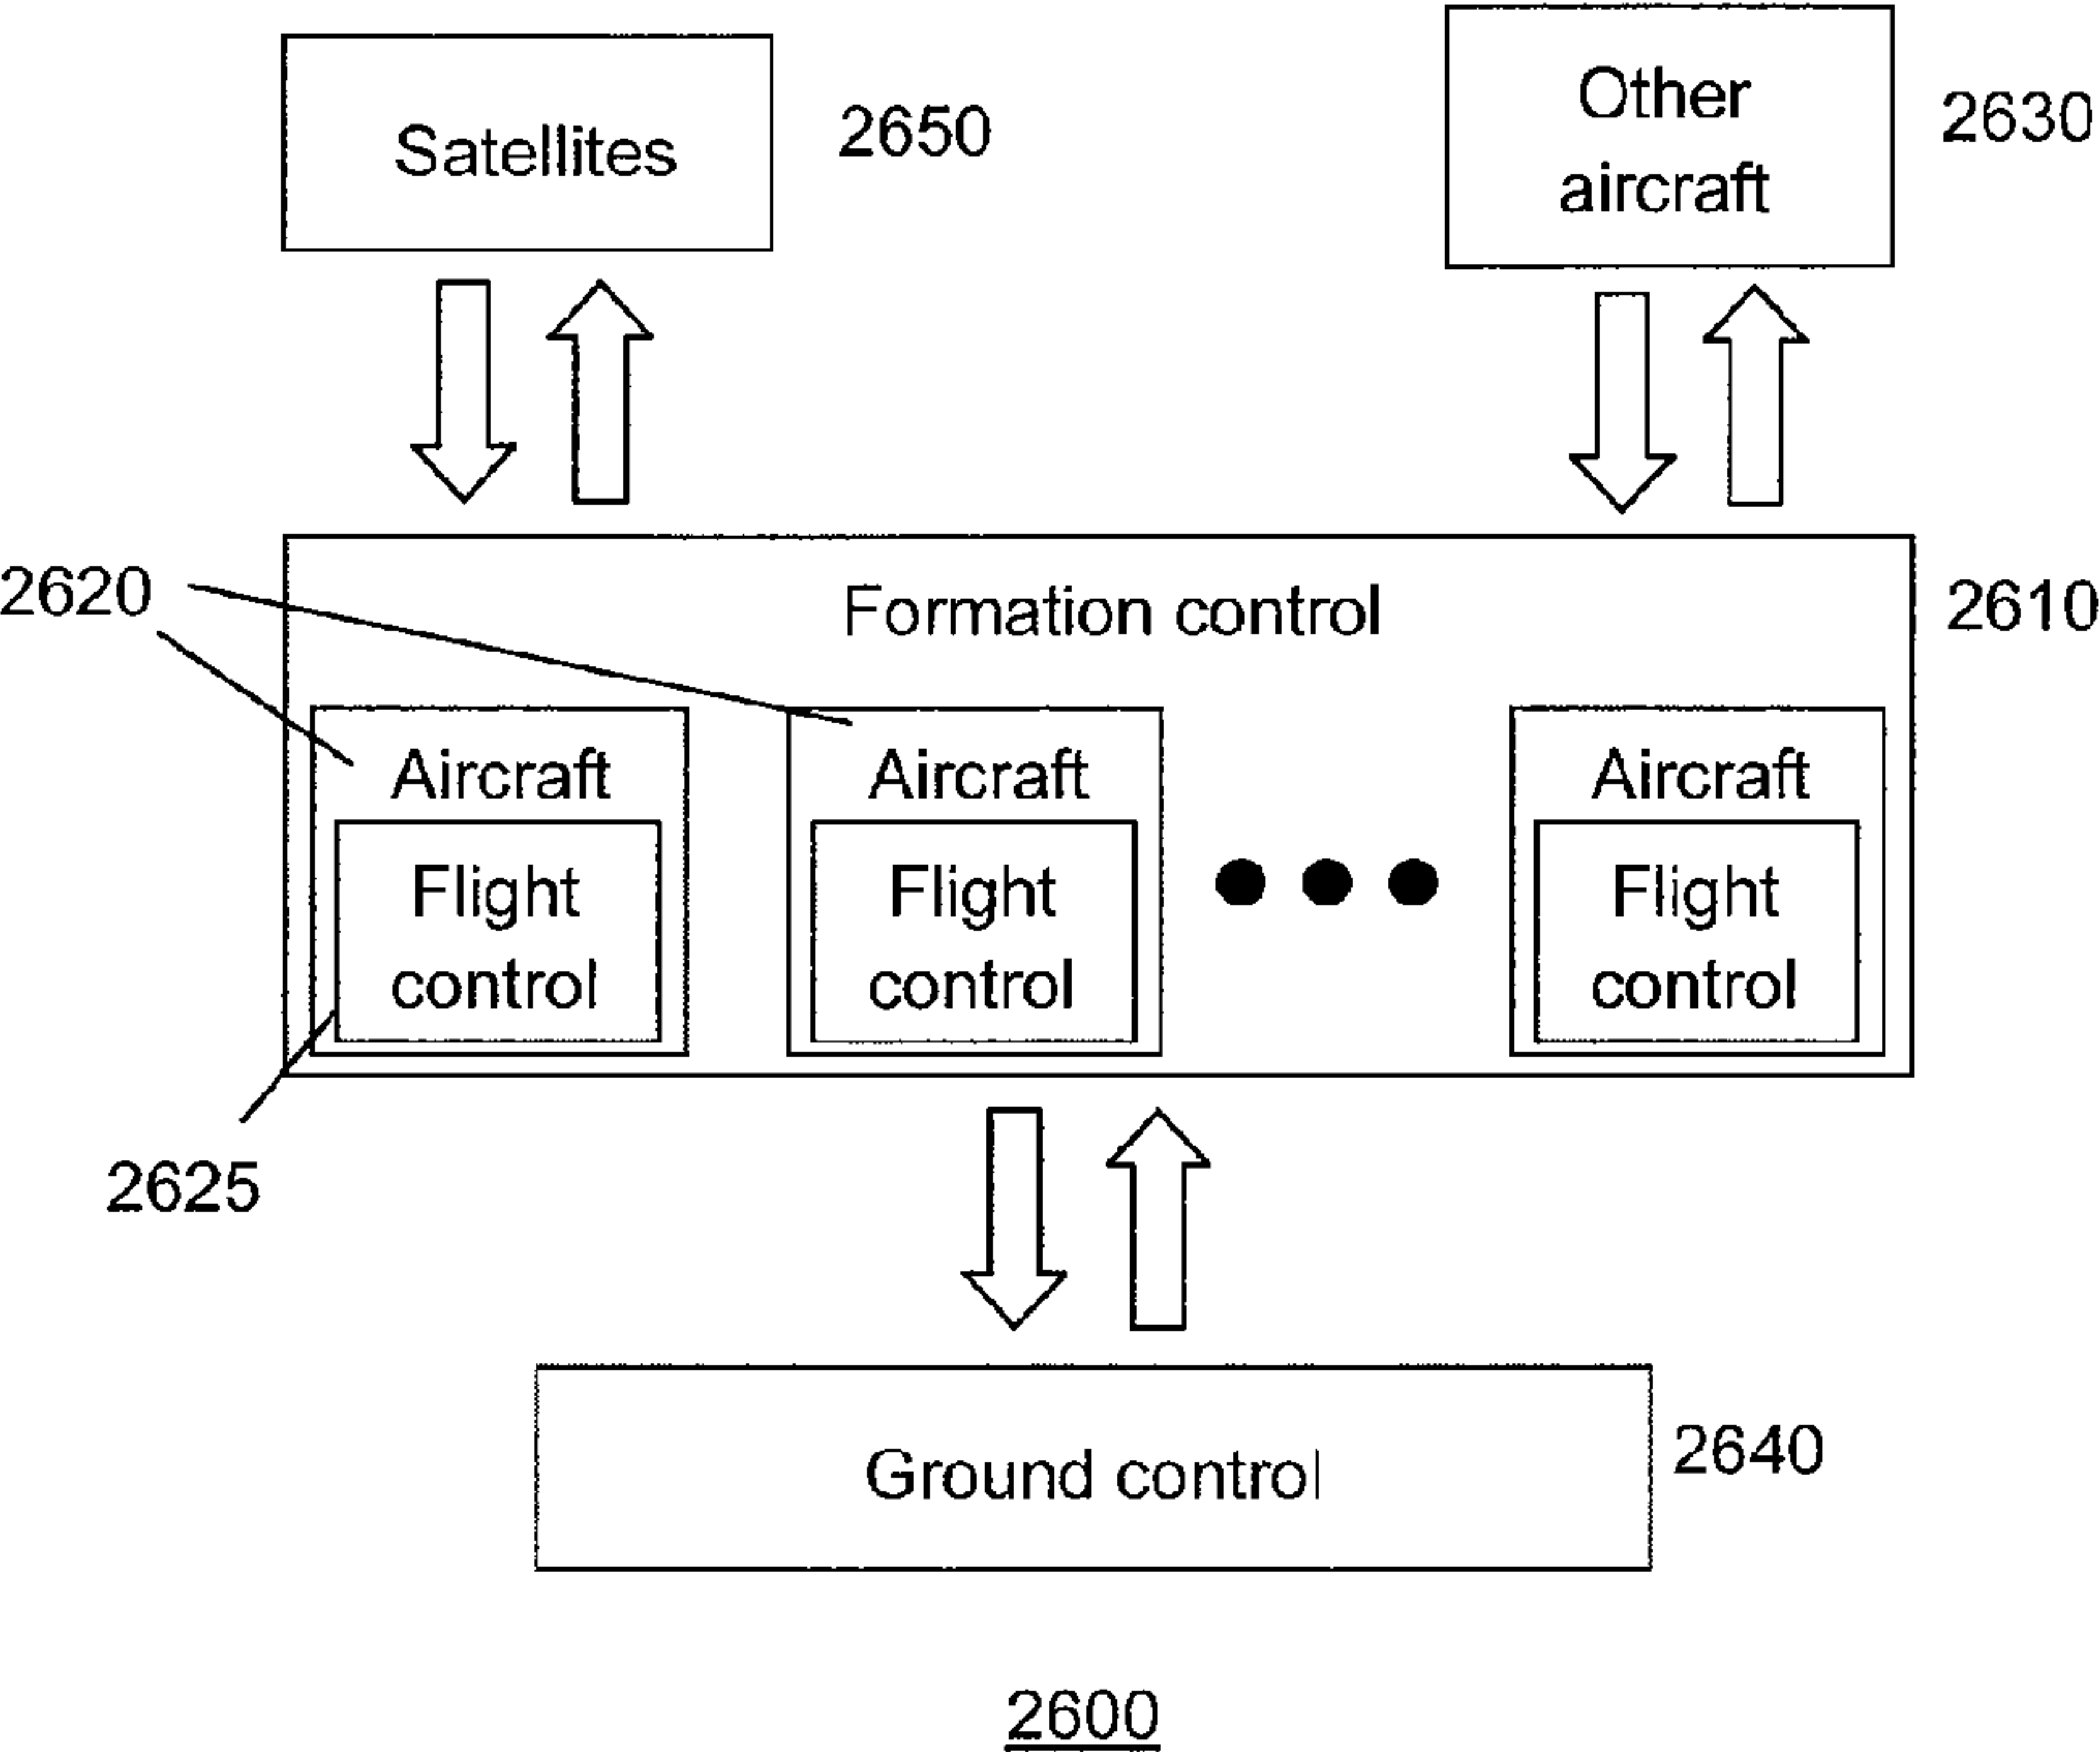 Satellites
2650
Other
aircraft
2630
2620
Formation control
2610
Aircraft
Flight
control
Aircraft
Flight
control
Aircraft
Flight
control
2625
Ground control
2640
2600